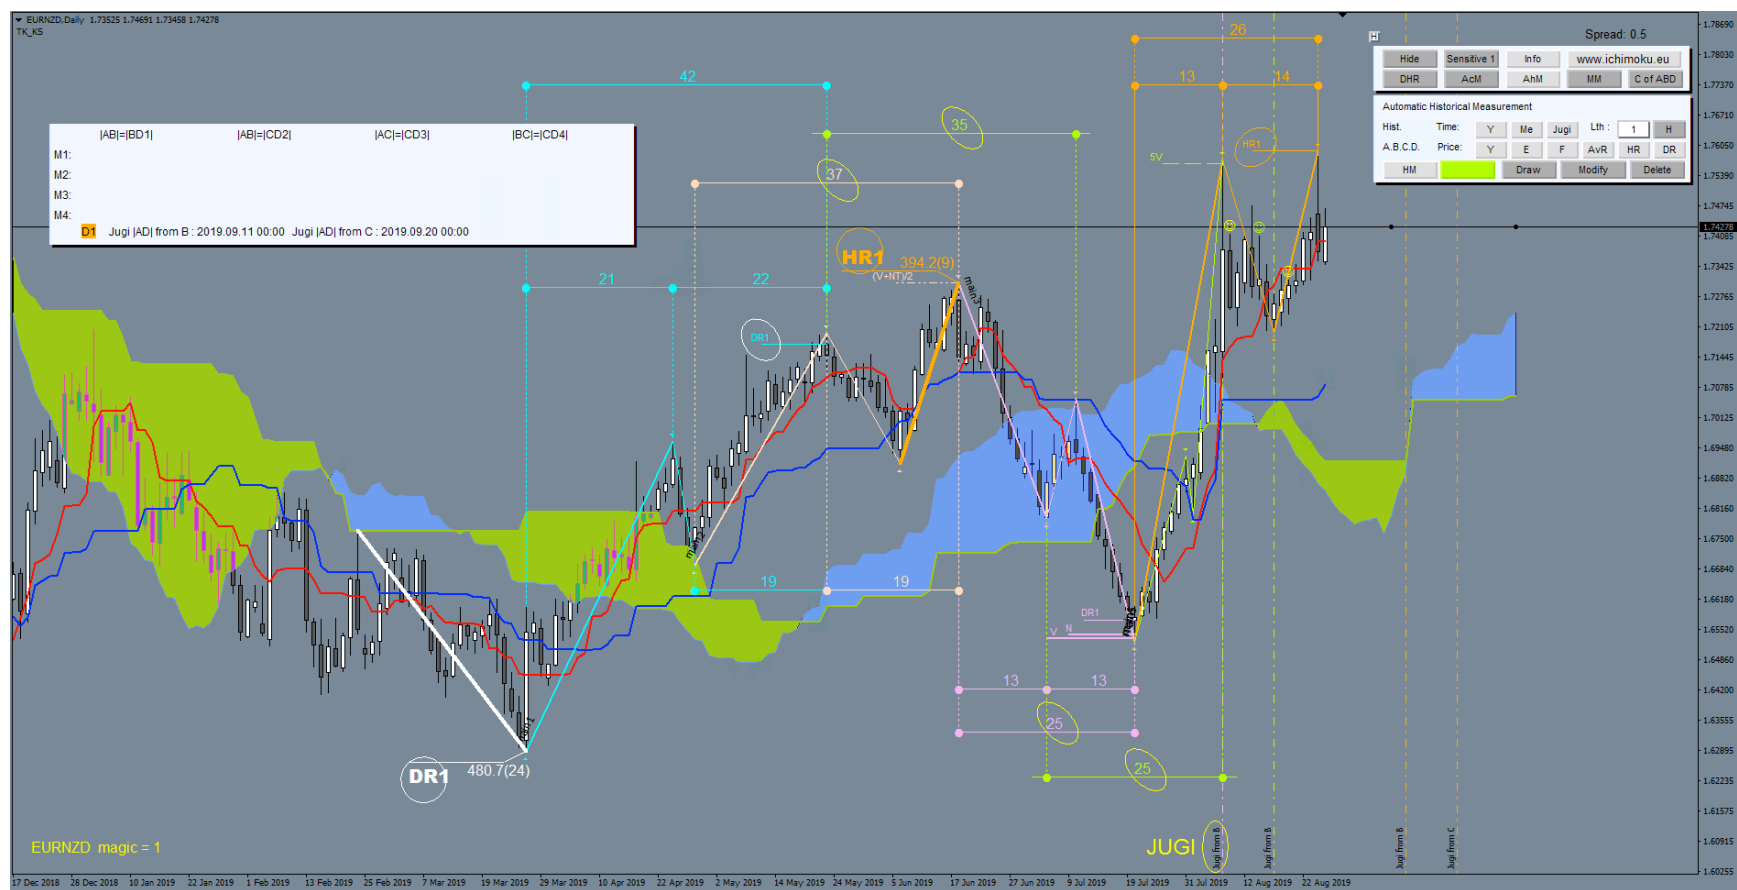 EURNZD,Daily 1.73525 1.74691 1.73458 1.74278
TK_KS
Spread: 0.5
Hide Sensitive 1 Info www.ichimoku.eu
DHR AcM AhM MM C of ABD
Automatic Historical Measurement
Hist. Time: Y Me Jugi Lth : 1 H
A.B.C.D. Price: Y E F AvR HR DR
HM Draw Modify Delete
|AB|=|BD1| |AB|=|CD2| |AC|=|CD3| |BC|=|CD4|
M1:
M2:
M3:
M4:
D1 Jugi |AD| from B : 2019.09.11 00:00 Jugi |AD| from C : 2019.09.20 00:00
26
42
13 14
35
HR1
5V
37
HR1 394.2(9)
(V+NT)/2
main3
21 22
DR1
main2
19 19
DR1
V N
13 13
25
25
DR1 480.7(24)
EURNZD magic = 1
JUGI
Jugi from B
Jugi from B
Jugi from B
Jugi from C
1.78690
1.78030
1.77370
1.76710
1.76050
1.75390
1.74745
1.74278
1.74085
1.73425
1.72765
1.72105
1.71445
1.70785
1.70125
1.69480
1.68820
1.68160
1.67500
1.66840
1.66180
1.65520
1.64860
1.64200
1.63555
1.62895
1.62235
1.61575
1.60915
1.60255
17 Dec 2018 28 Dec 2018 10 Jan 2019 22 Jan 2019 1 Feb 2019 13 Feb 2019 25 Feb 2019 7 Mar 2019 19 Mar 2019 29 Mar 2019 10 Apr 2019 22 Apr 2019 2 May 2019 14 May 2019 24 May 2019 5 Jun 2019 17 Jun 2019 27 Jun 2019 9 Jul 2019 19 Jul 2019 31 Jul 2019 12 Aug 2019 22 Aug 2019